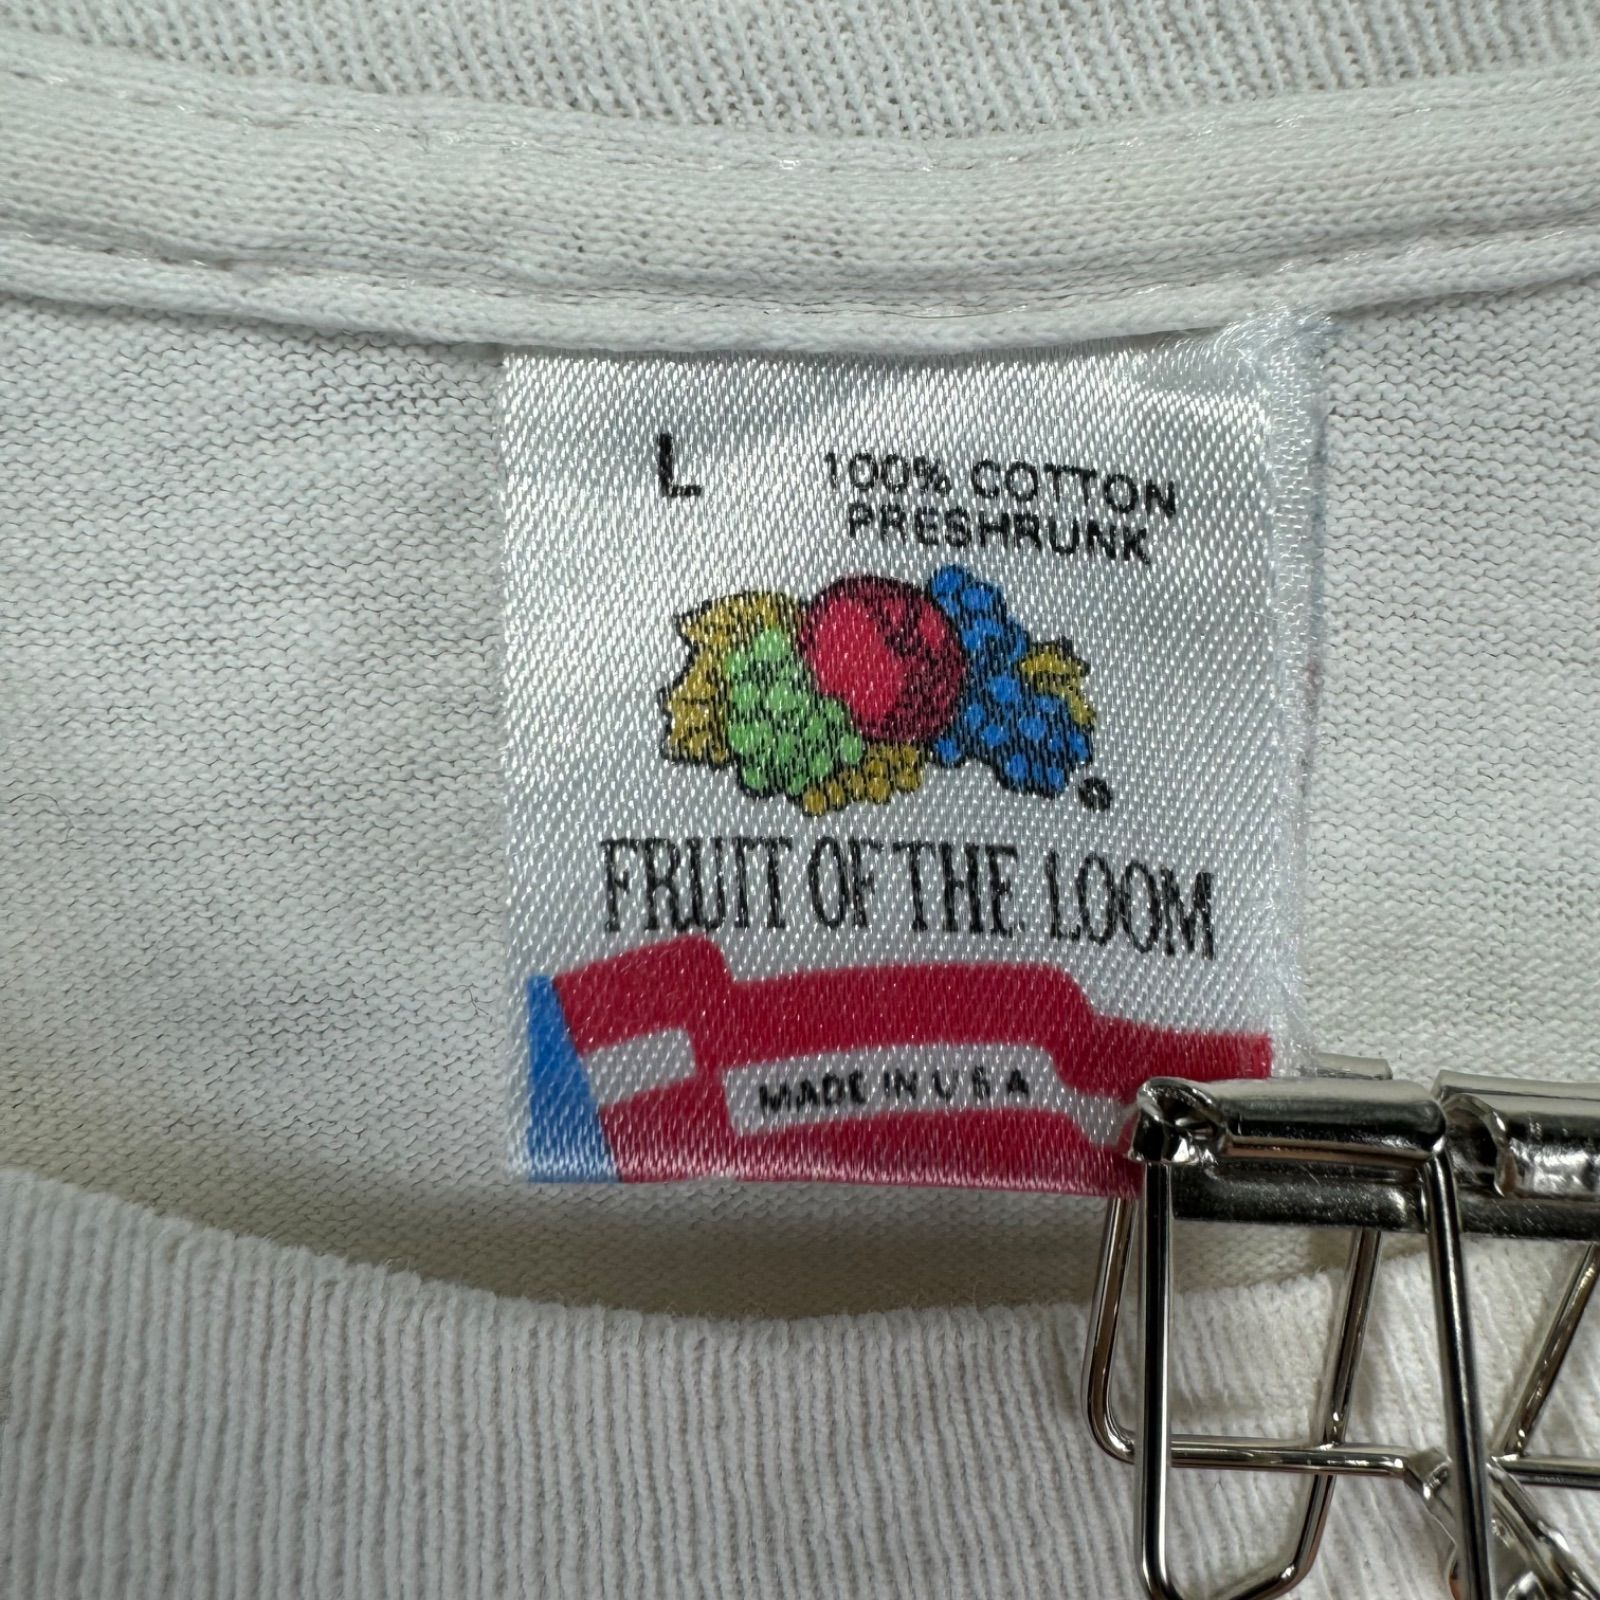 L
100% COTTON
PRESHRUNK
®
FRUIT OF THE LOOM
MADE IN U S A